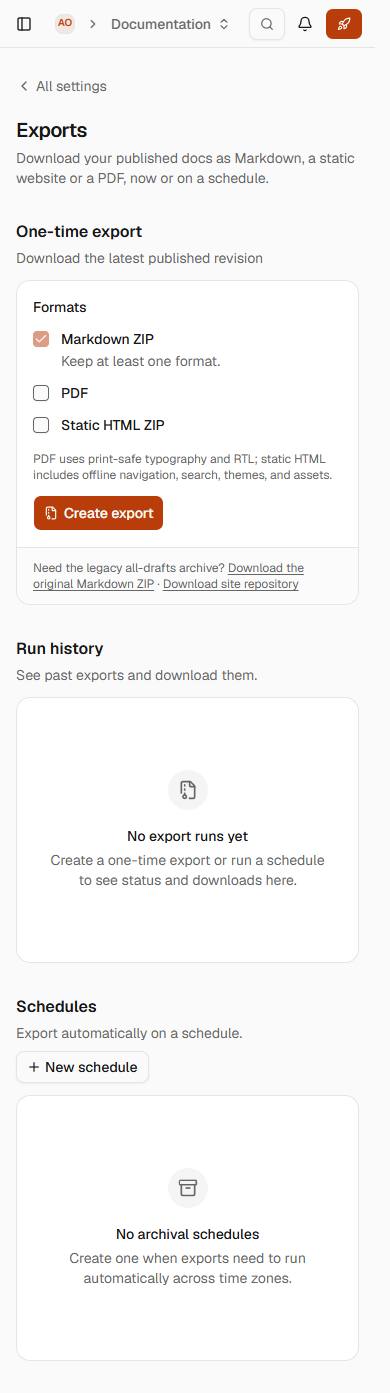 AO
Documentation
All settings
Exports
Download your published docs as Markdown, a static
website or a PDF, now or on a schedule.
One-time export
Download the latest published revision
Formats
Markdown ZIP
Keep at least one format.
PDF
Static HTML ZIP
PDF uses print-safe typography and RTL; static HTML
includes offline navigation, search, themes, and assets.
Create export
Need the legacy all-drafts archive? Download the
original Markdown ZIP · Download site repository
Run history
See past exports and download them.
No export runs yet
Create a one-time export or run a schedule
to see status and downloads here.
Schedules
Export automatically on a schedule.
New schedule
No archival schedules
Create one when exports need to run
automatically across time zones.